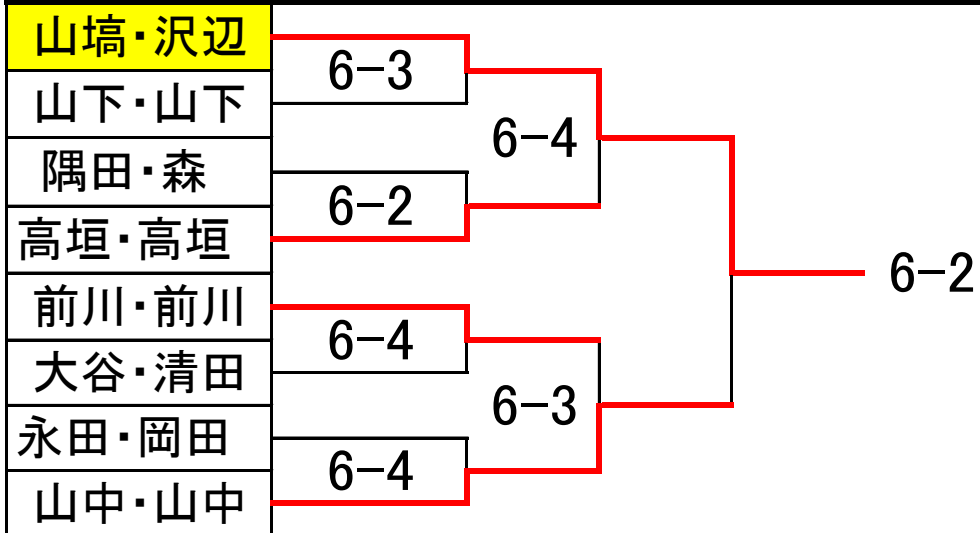 山塙・沢辺
6-3
山下・山下
6-4
隅田・森
6-2
高垣・高垣
6-2
前川・前川
6-4
大谷・清田
6-3
永田・岡田
6-4
山中・山中